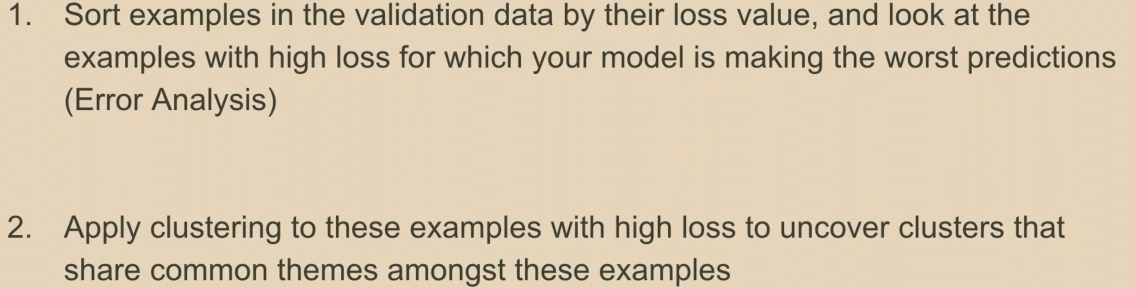 1. Sort examples in the validation data by their loss value, and look at the
examples with high loss for which your model is making the worst predictions
(Error Analysis)
2. Apply clustering to these examples with high loss to uncover clusters that
share common themes amongst these examples